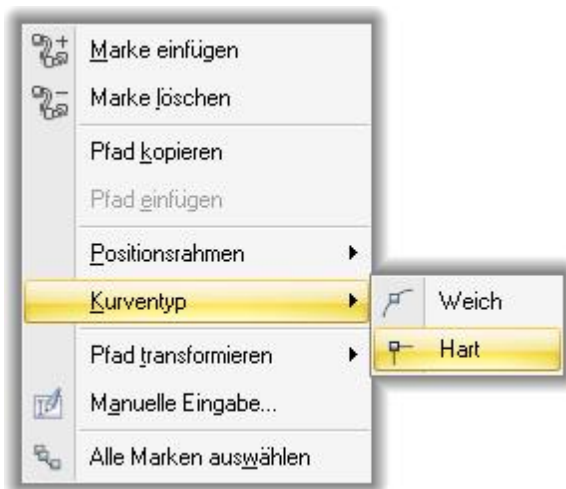 Marke einfügen
Marke löschen
Pfad kopieren
Pfad einfügen
Positionsrahmen
Kurventyp
Weich
Hart
Pfad transformieren
Manuelle Eingabe...
Alle Marken auswählen